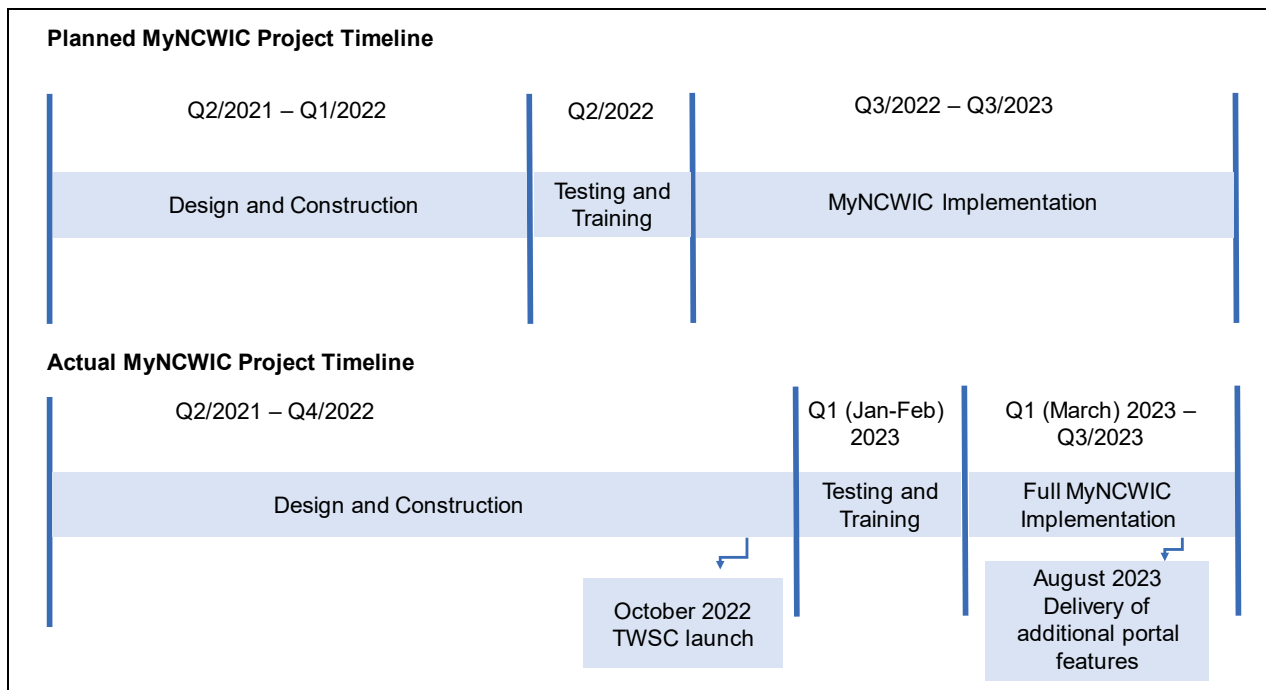 Planned MyNCWIC Project Timeline
Q2/2021 – Q1/2022
Q2/2022
Q3/2022 – Q3/2023
Design and Construction
Testing and
Training
MyNCWIC Implementation
Actual MyNCWIC Project Timeline
Q2/2021 – Q4/2022
Q1 (Jan-Feb)
2023
Q1 (March) 2023 –
Q3/2023
Design and Construction
Testing and
Training
Full MyNCWIC
Implementation
October 2022
TWSC launch
August 2023
Delivery of
additional portal
features